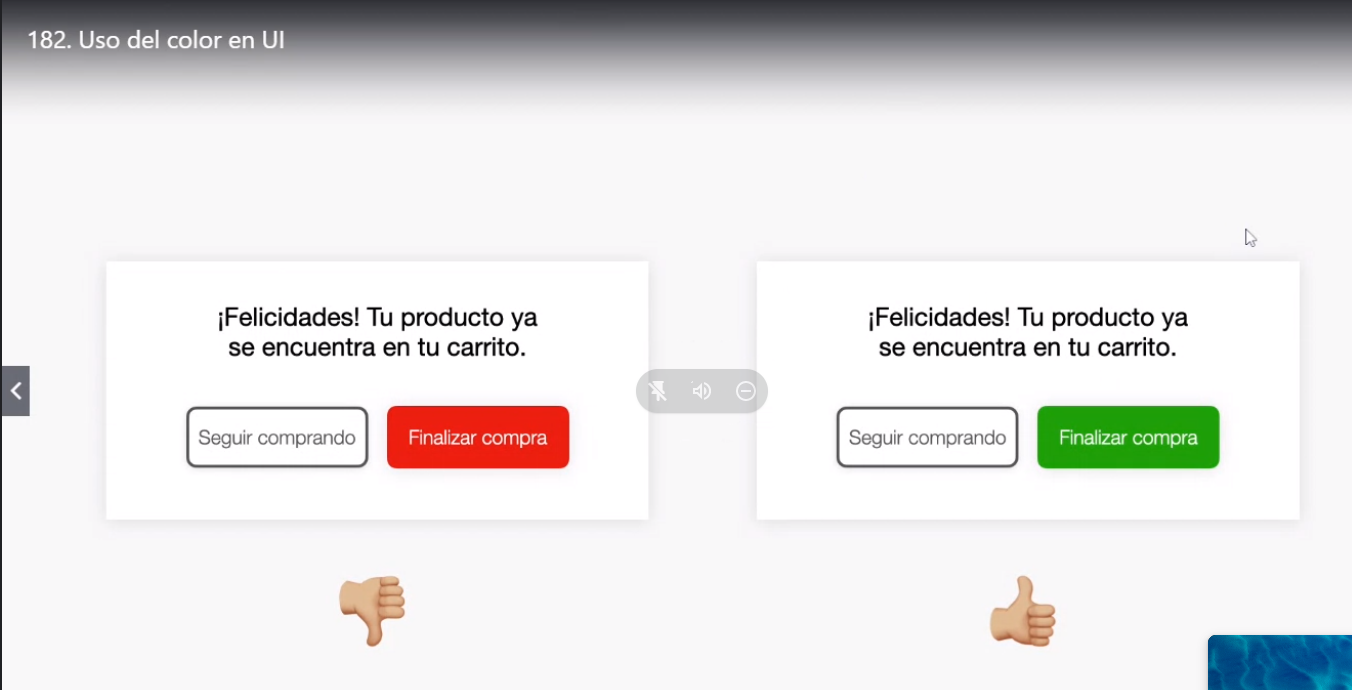 182. Uso del color en UI
¡Felicidades! Tu producto ya
se encuentra en tu carrito.
Seguir comprando
Finalizar compra
¡Felicidades! Tu producto ya
se encuentra en tu carrito.
Seguir comprando
Finalizar compra